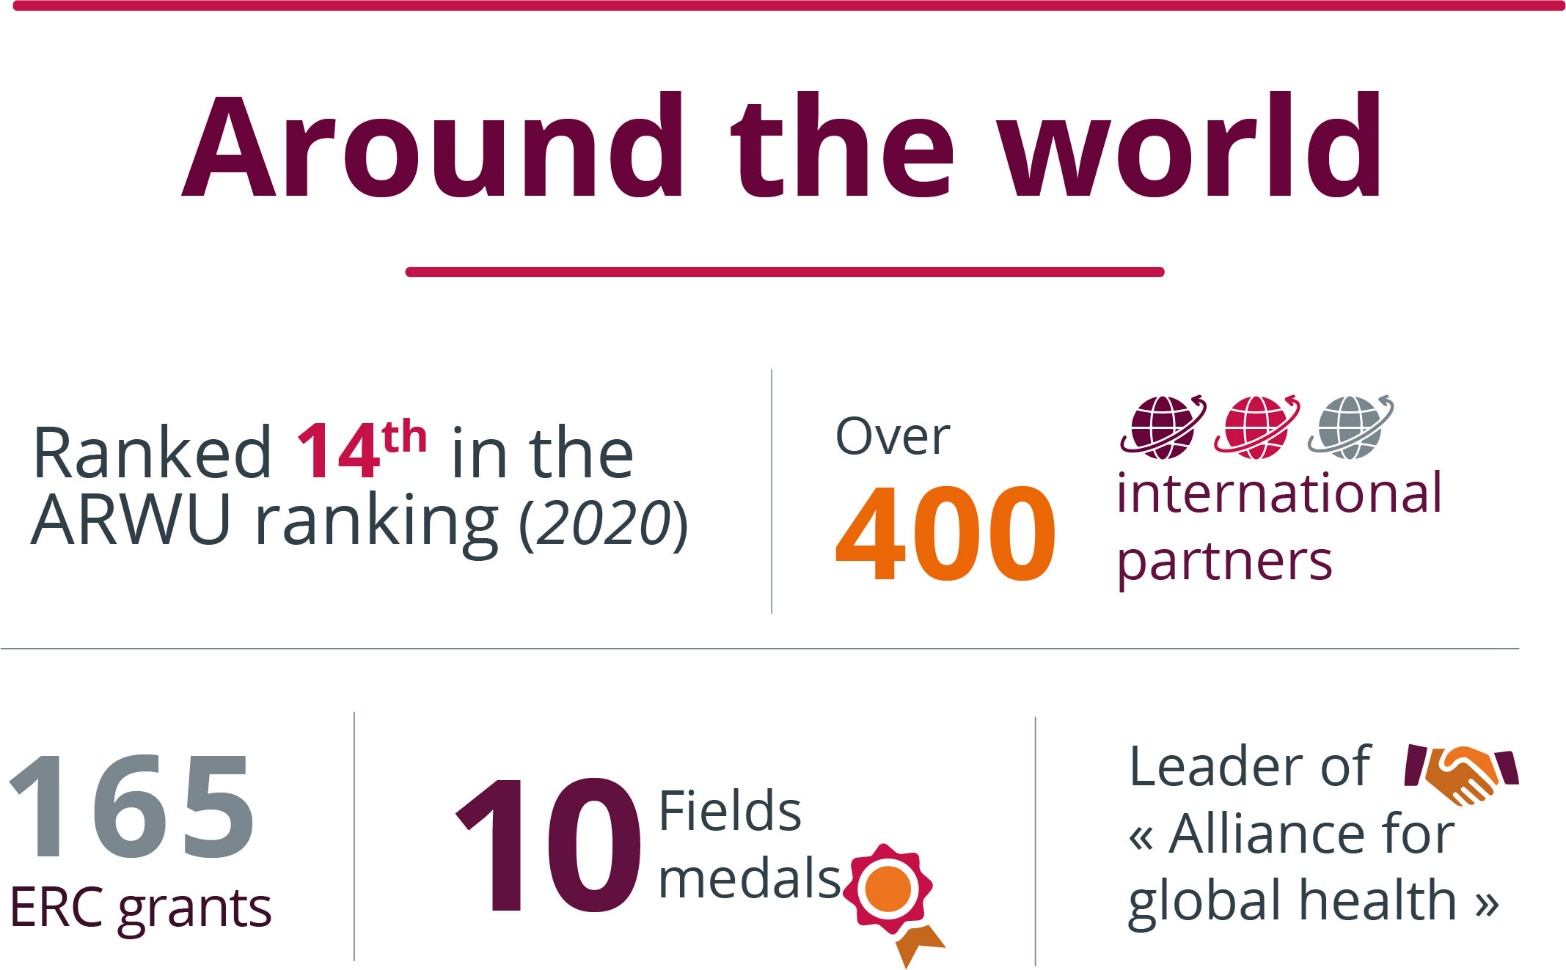 Around the world
Ranked 14th in the
ARWU ranking (2020)
Over
400
international
partners
165
ERC grants
10
Fields
medals
Leader of
« Alliance for
global health »